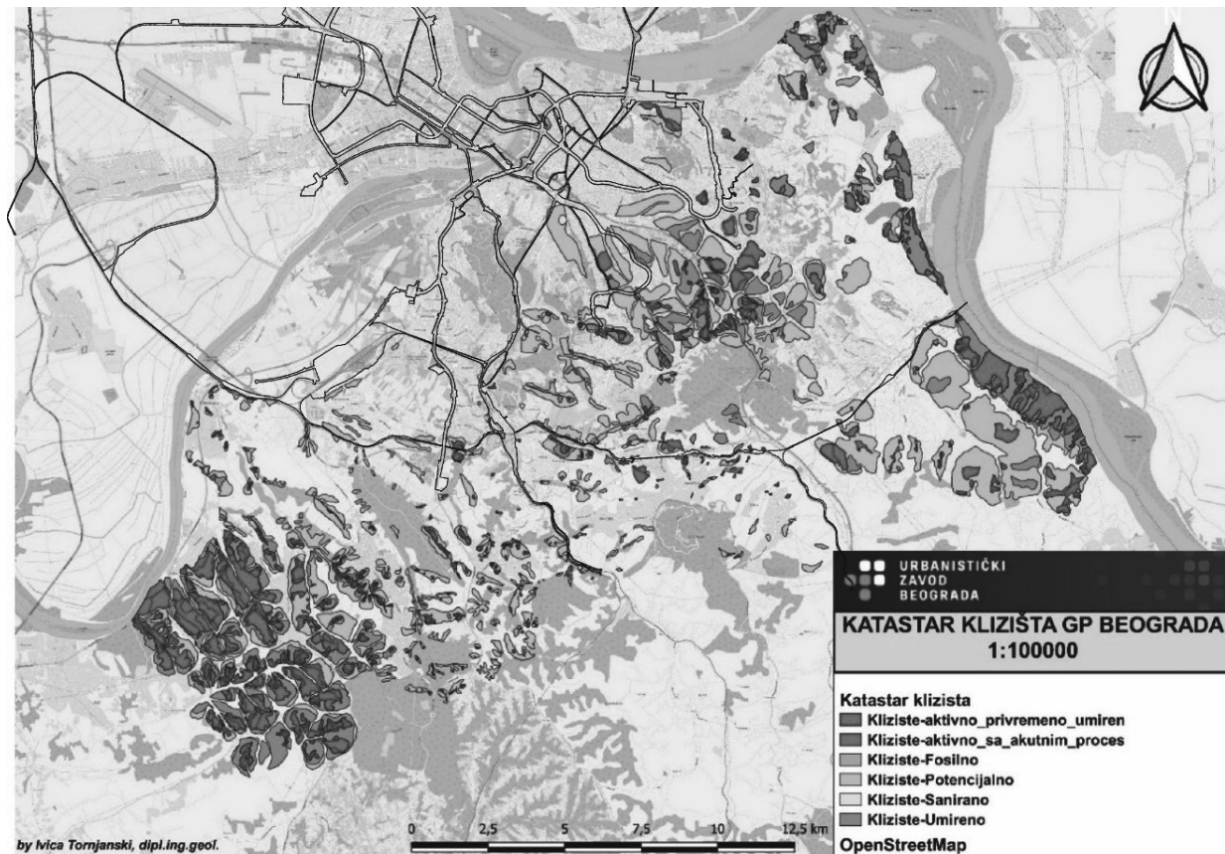 N
URBANISTIČKI
ZAVOD
BEOGRADA
KATASTAR KLIZIŠTA GP BEOGRADA
1:100000
Katastar klizista
Kliziste-aktivno_privremeno_umiren
Kliziste-aktivno_sa_akutnim_proces
Kliziste-Fosilno
Kliziste-Potencijalno
Kliziste-Sanirano
Kliziste-Umireno
OpenStreetMap
0 2,5 5 7,5 10 12,5 km
by Ivica Tornjanski, dipl.ing.geol.